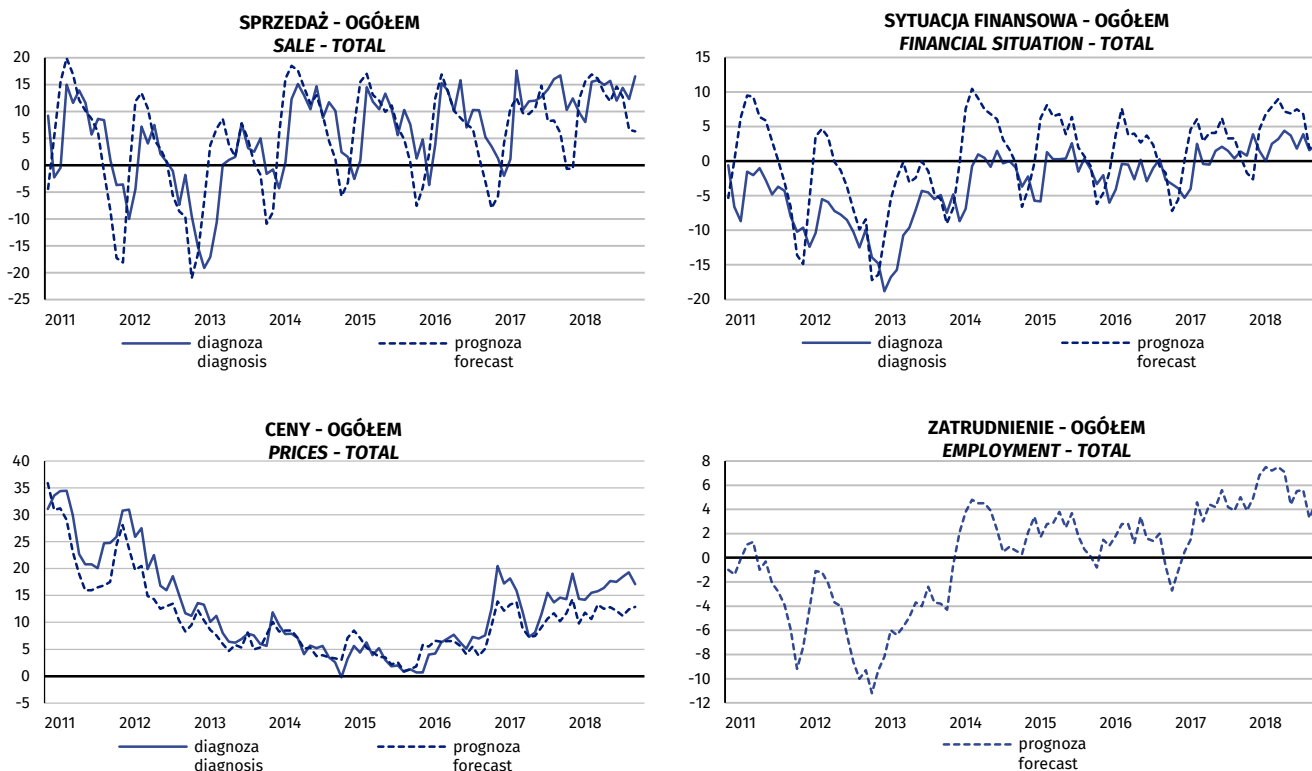 SPRZEDAŻ - OGÓŁEM
SALE - TOTAL
20
15
10
5
0
-5
-10
-15
-20
-25
2011 2012 2013 2014 2015 2016 2017 2018
diagnoza
diagnosis
prognoza
forecast
SYTUACJA FINANSOWA - OGÓŁEM
FINANCIAL SITUATION - TOTAL
15
10
5
0
-5
-10
-15
-20
2011 2012 2013 2014 2015 2016 2017 2018
diagnoza
diagnosis
prognoza
forecast
CENY - OGÓŁEM
PRICES - TOTAL
40
35
30
25
20
15
10
5
0
-5
2011 2012 2013 2014 2015 2016 2017 2018
diagnoza
diagnosis
prognoza
forecast
ZATRUDNIENIE - OGÓŁEM
EMPLOYMENT - TOTAL
8
6
4
2
0
-2
-4
-6
-8
-10
-12
2011 2012 2013 2014 2015 2016 2017 2018
prognoza
forecast